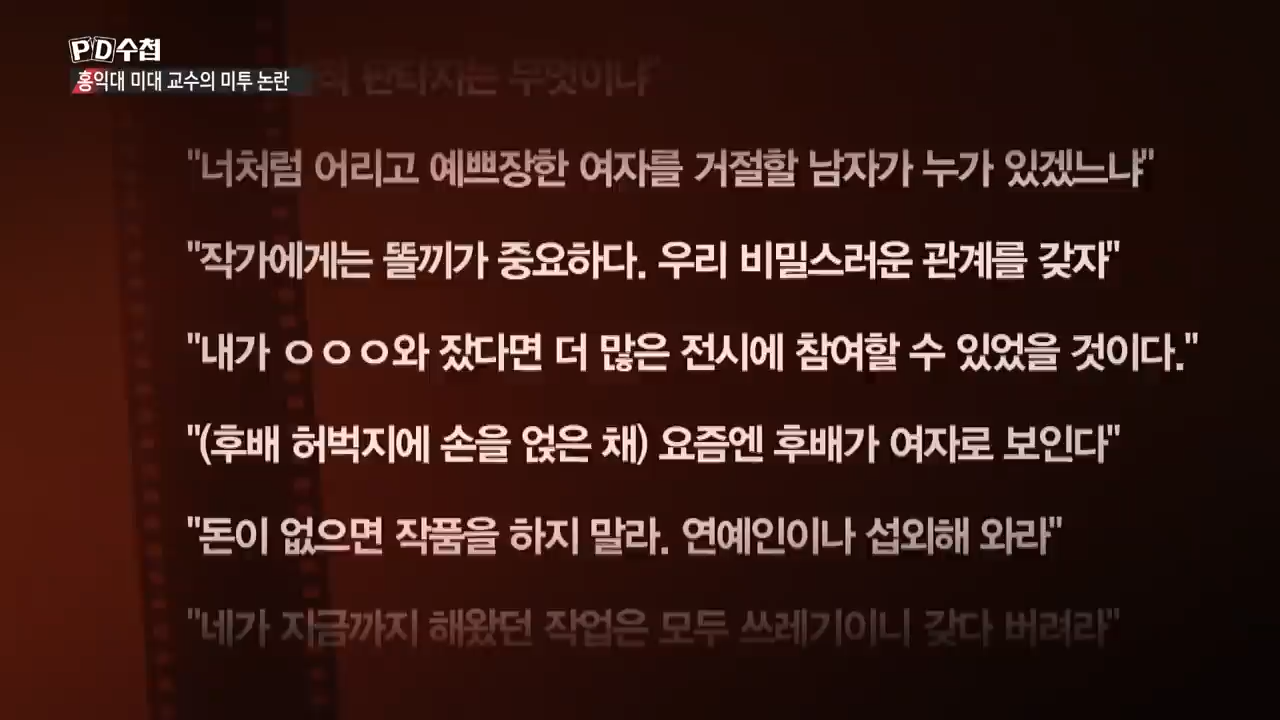 PD수첩
홍익대 미대 교수의 미투 논란
판타지는 무엇이냐"
"너처럼 어리고 예쁘장한 여자를 거절할 남자가 누가 있겠느냐"
"작가에게는 똘끼가 중요하다. 우리 비밀스러운 관계를 갖자"
"내가 ㅇㅇㅇ와 잤다면 더 많은 전시에 참여할 수 있었을 것이다."
"(후배 허벅지에 손을 얹은 채) 요즘엔 후배가 여자로 보인다"
"돈이 없으면 작품을 하지 말라. 연예인이나 섭외해 와라"
"네가 지금까지 해왔던 작업은 모두 쓰레기이니 갖다 버려라"